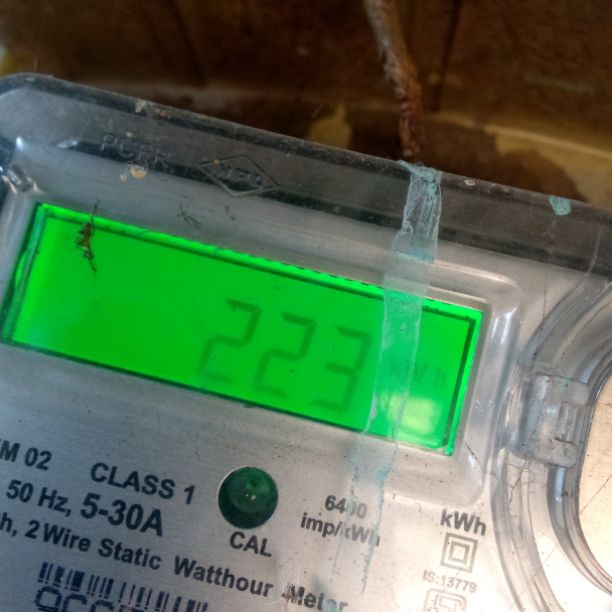 223 kWh
M 02
CLASS 1
50 Hz, 5-30A
CAL
6400
imp/kWh
kWh
h, 2 Wire Static Watthour Meter
IS:13779